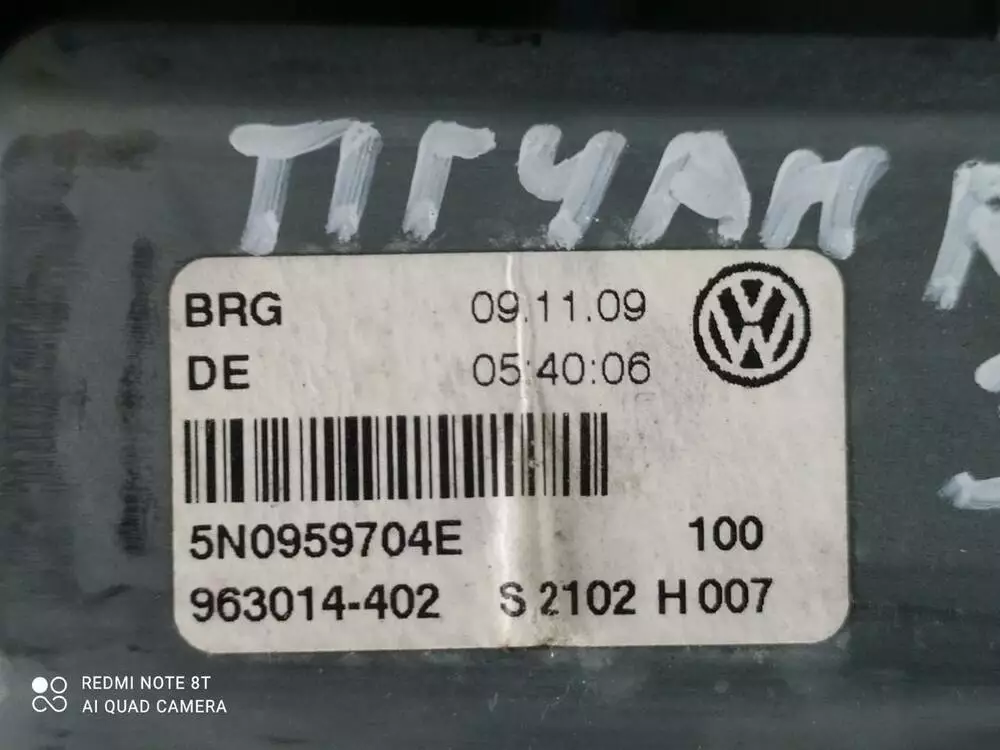 ТІГУАН
BRG 09.11.09
DE 05:40:06
5N0959704E 100
963014-402 S 2102 H 007
REDMI NOTE 8T
AI QUAD CAMERA